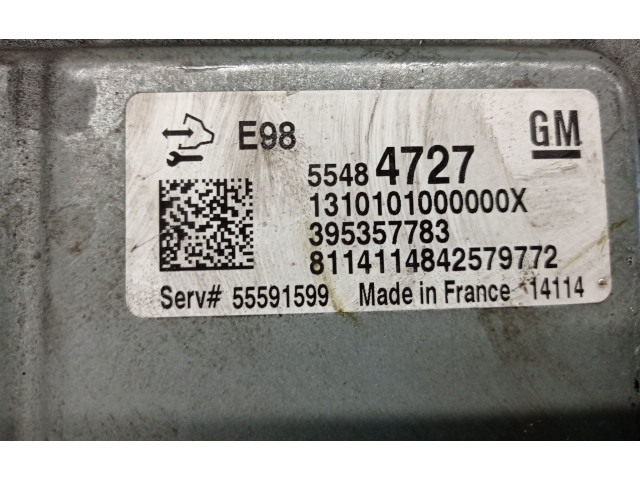 E98
GM
5548 4727
1310101000000X
395357783
8114114842579772
Serv# 55591599 Made in France 14114